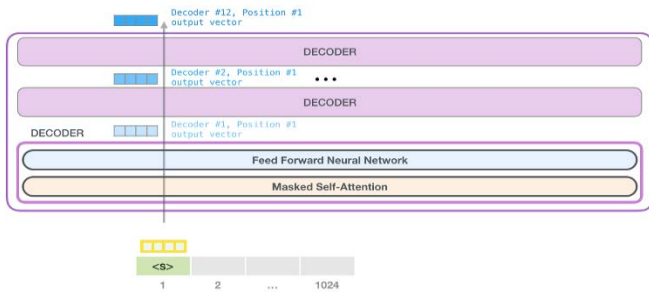 Decoder #12, Position #1
output vector
DECODER
Decoder #2, Position #1
output vector
...
DECODER
Decoder #1, Position #1
output vector
DECODER
Feed Forward Neural Network
Masked Self-Attention
<s>
1 2 ... 1024